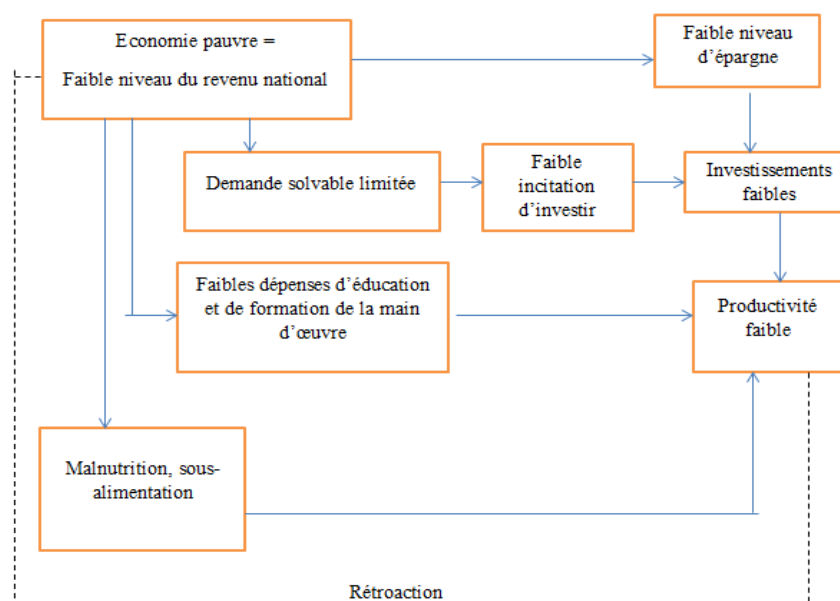 Economie pauvre =
Faible niveau du revenu national
Faible niveau
d'épargne
Demande solvable limitée
Faible
incitation
d'investir
Investissements
faibles
Faibles dépenses d'éducation
et de formation de la main
d'œuvre
Productivité
faible
Malnutrition, sous-
alimentation
Rétroaction